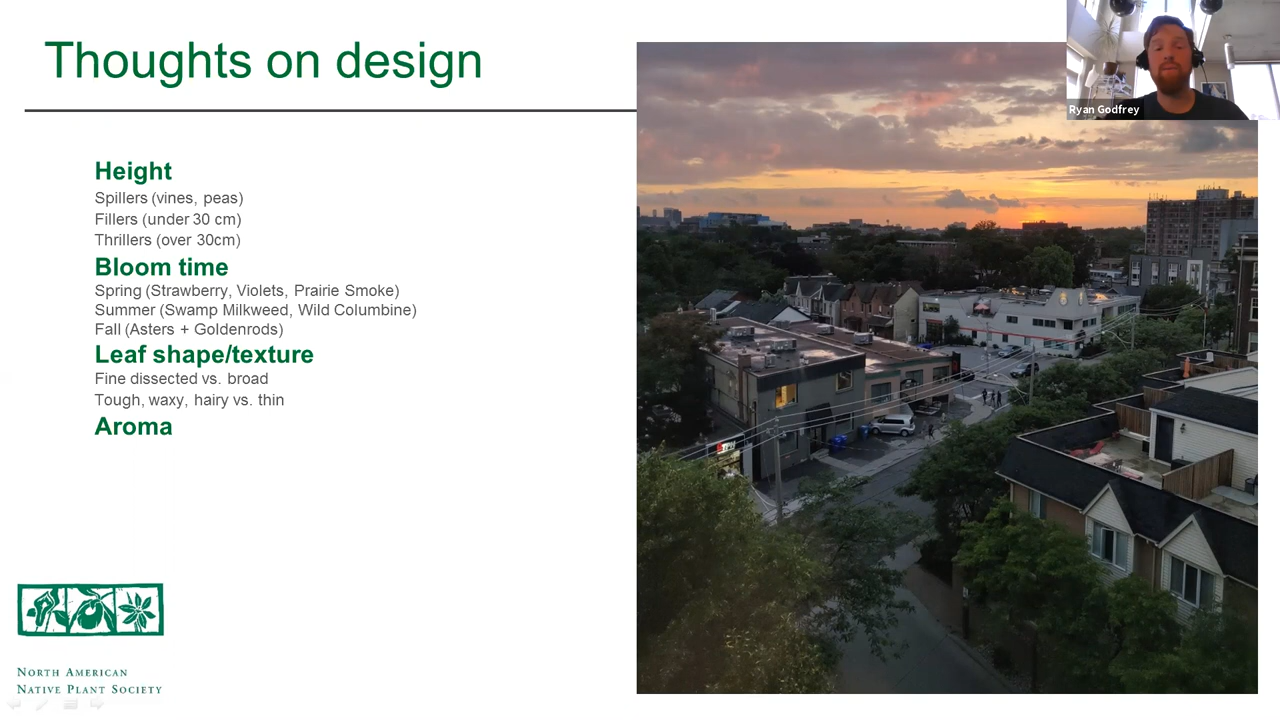 Thoughts on design
Ryan Godfrey
Height
Spillers (vines, peas)
Fillers (under 30 cm)
Thrillers (over 30cm)
Bloom time
Spring (Strawberry, Violets, Prairie Smoke)
Summer (Swamp Milkweed, Wild Columbine)
Fall (Asters + Goldenrods)
Leaf shape/texture
Fine dissected vs. broad
Tough, waxy, hairy vs. thin
Aroma
North American
Native Plant Society